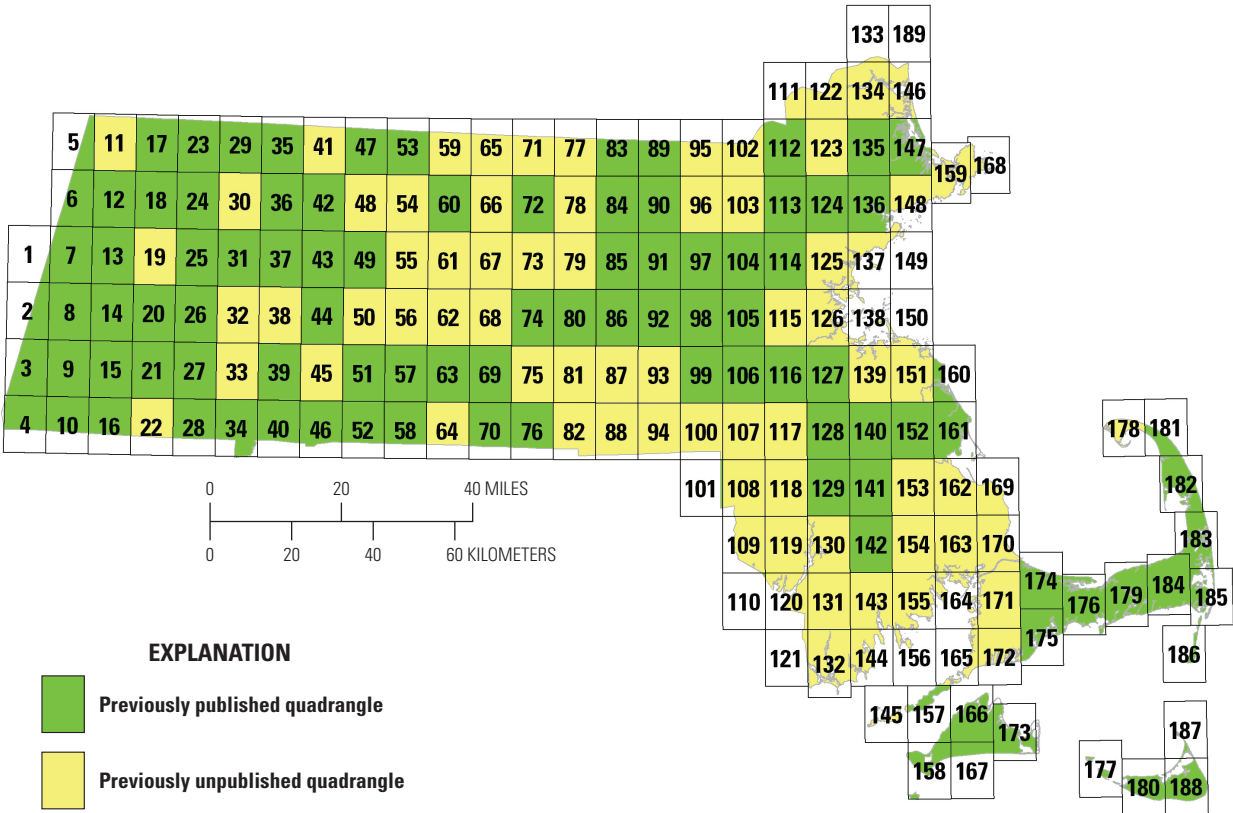 133 189
111 122 134 146
5 11 17 23 29 35 41 47 53 59 65 71 77 83 89 95 102 112 123 135 147
159 168
6 12 18 24 30 36 42 48 54 60 66 72 78 84 90 96 103 113 124 136 148
1 7 13 19 25 31 37 43 49 55 61 67 73 79 85 91 97 104 114 125 137 149
2 8 14 20 26 32 38 44 50 56 62 68 74 80 86 92 98 105 115 126 138 150
3 9 15 21 27 33 39 45 51 57 63 69 75 81 87 93 99 106 116 127 139 151 160
4 10 16 22 28 34 40 46 52 58 64 70 76 82 88 94 100 107 117 128 140 152 161 178 181
101 108 118 129 141 153 162 169 182
0 20 40 MILES
109 119 130 142 154 163 170 183
0 20 40 60 KILOMETERS
174 176 179 184 185
110 120 131 143 155 164 171
175
121 132 144 156 165 172 186
145 157 166 173 187
158 167 177 180 188
EXPLANATION
Previously published quadrangle
Previously unpublished quadrangle